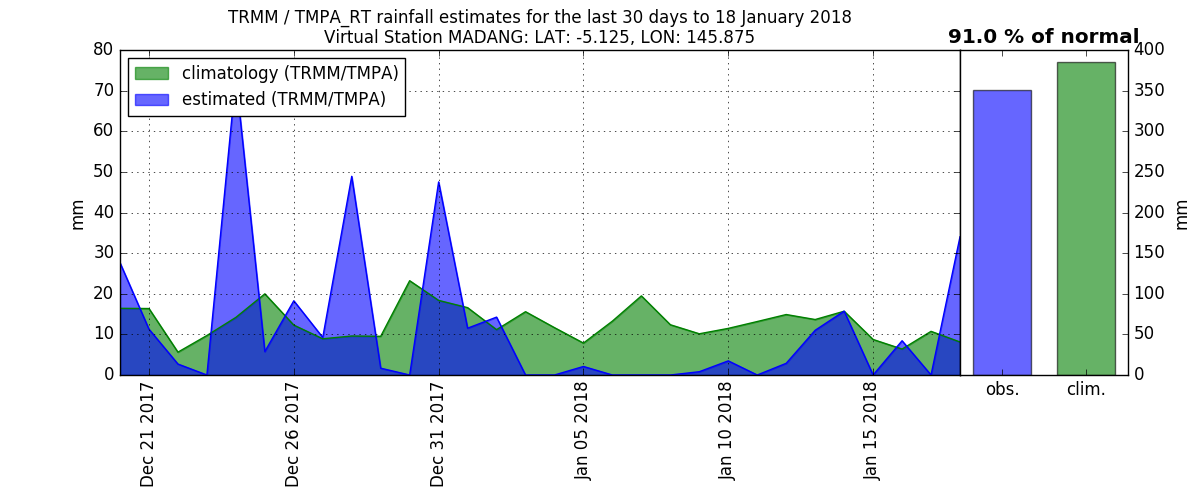 TRMM / TMPA_RT rainfall estimates for the last 30 days to 18 January 2018
Virtual Station MADANG: LAT: -5.125, LON: 145.875
91.0 % of normal
climatology (TRMM/TMPA)
estimated (TRMM/TMPA)
mm
80
70
60
50
40
30
20
10
0
Dec 21 2017
Dec 26 2017
Dec 31 2017
Jan 05 2018
Jan 10 2018
Jan 15 2018
obs.
clim.
400
350
300
250
200
150
100
50
0
mm